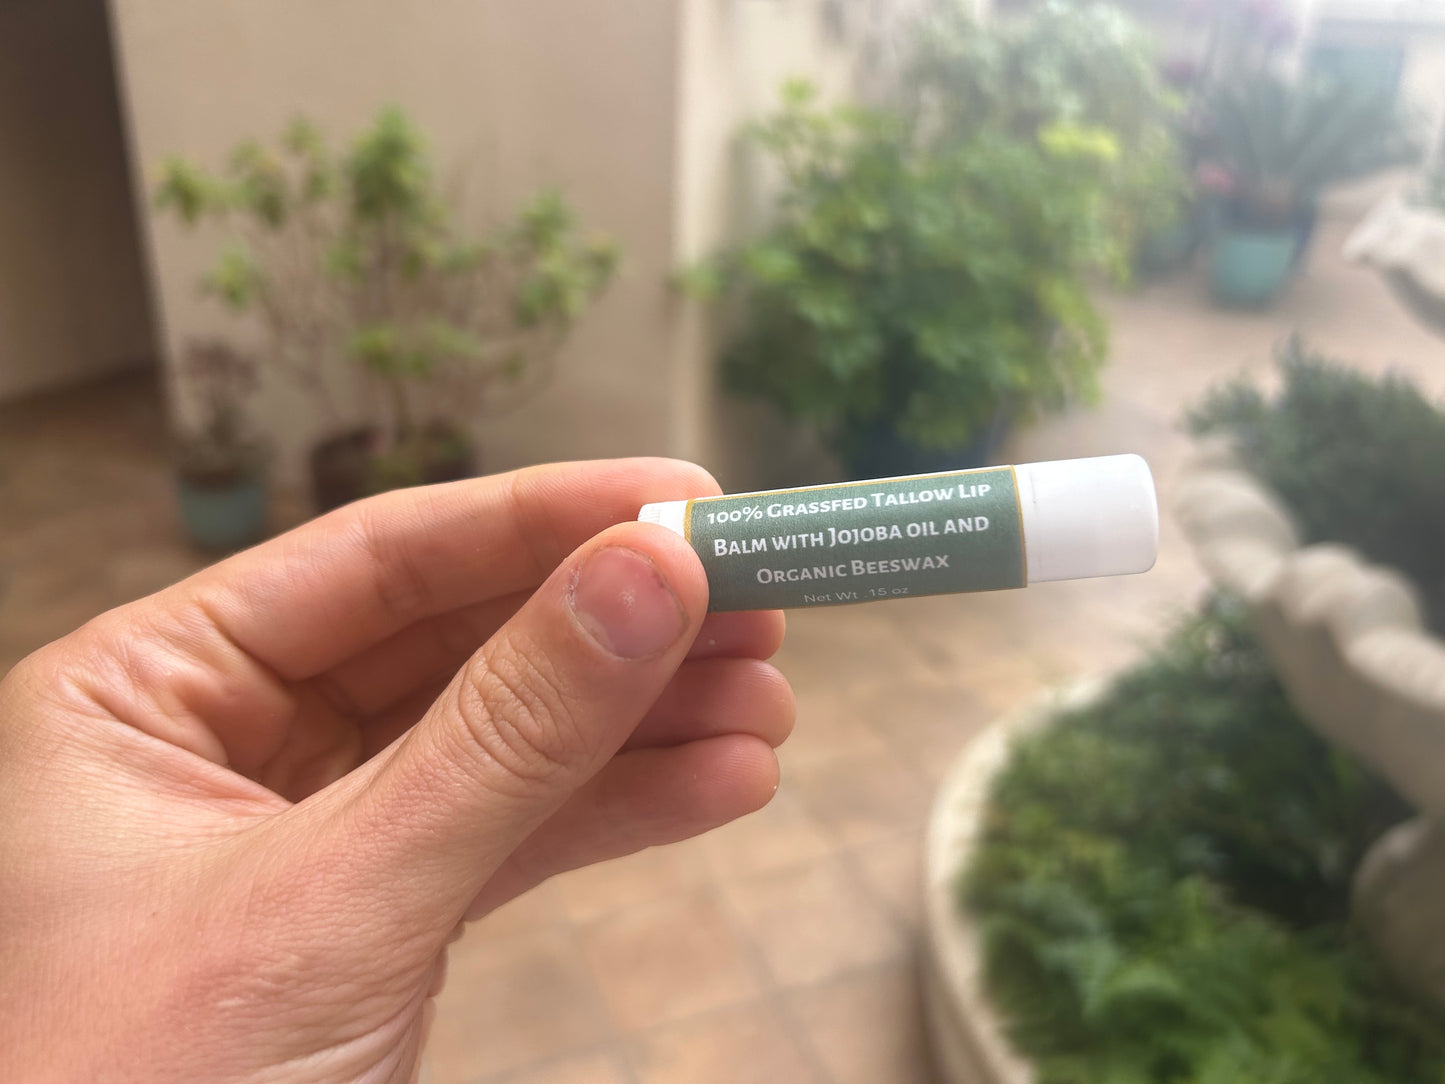 100% Grassfed Tallow Lip
Balm with Jojoba oil and
Organic Beeswax
Net Wt .15 oz